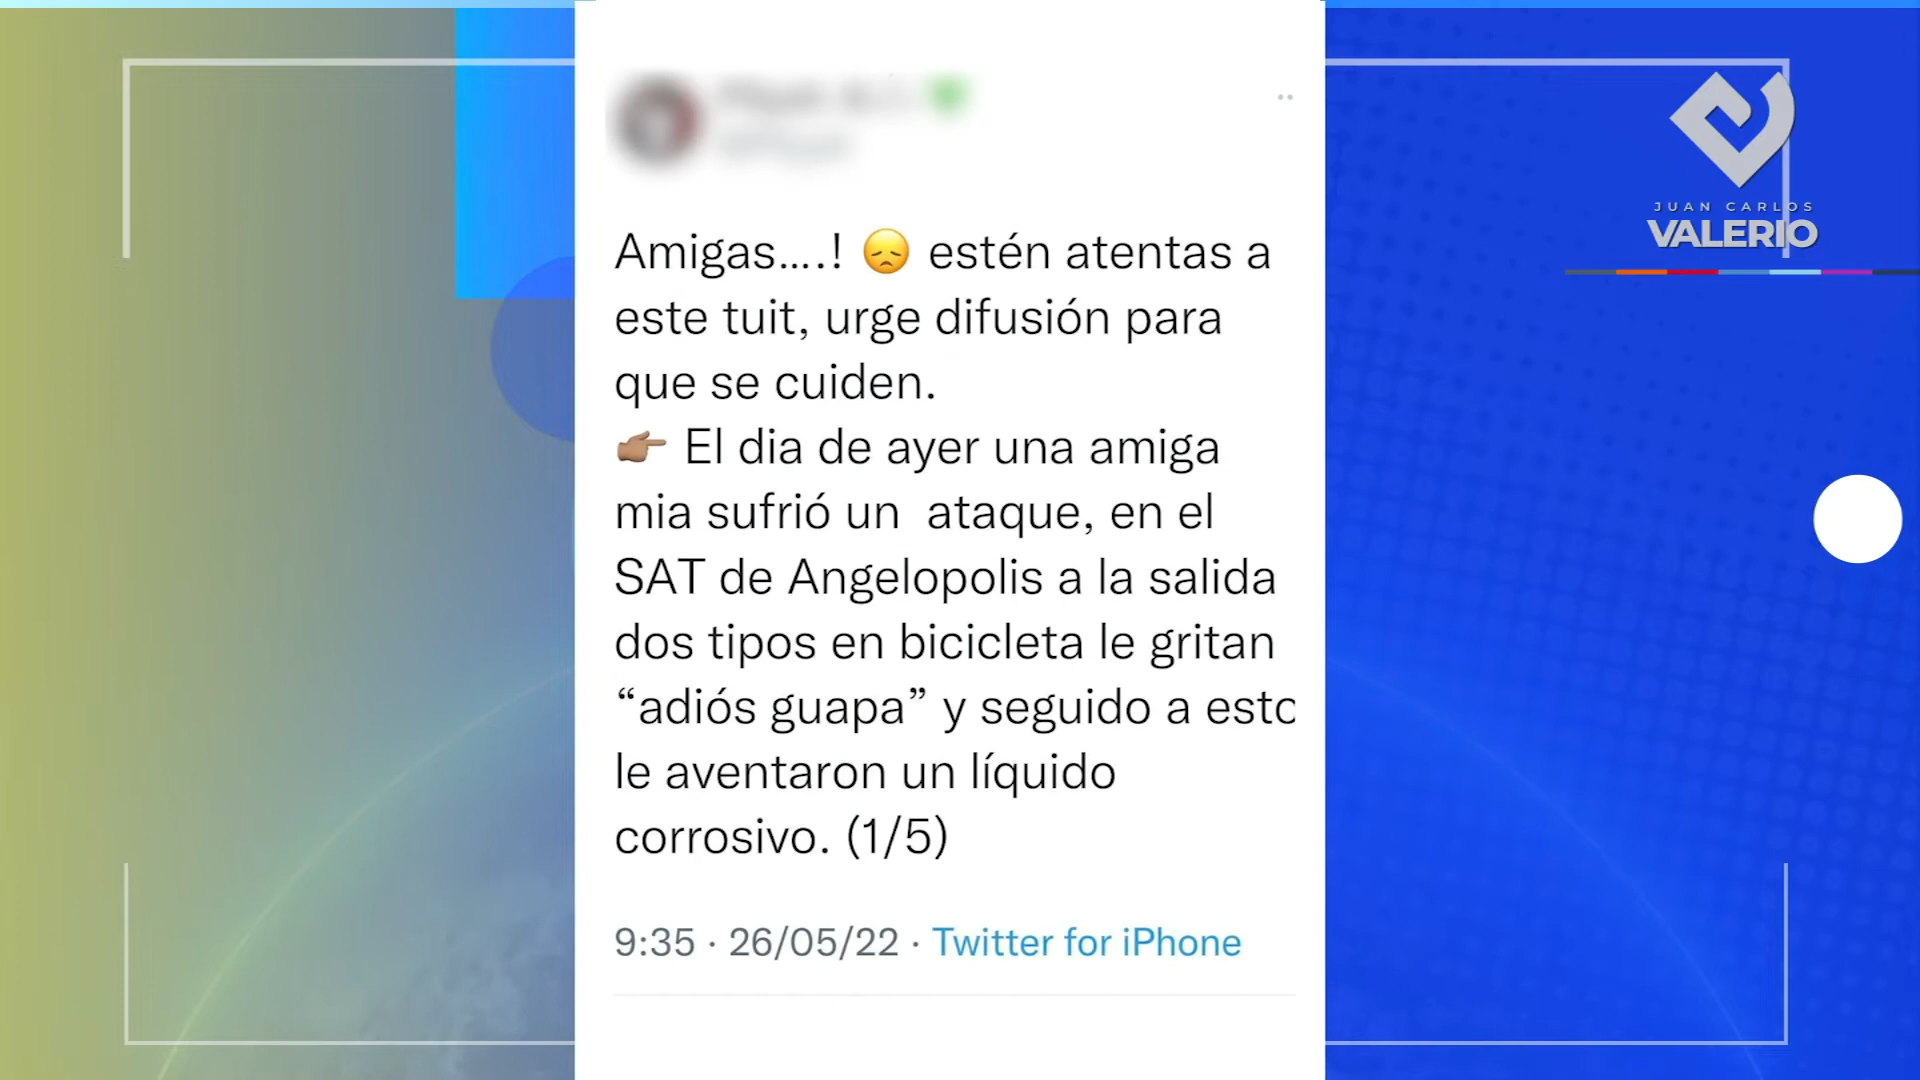 JUAN CARLOS
VALERIO
Amigas....! 😞 estén atentas a
este tuit, urge difusión para
que se cuiden.
👉🏽 El dia de ayer una amiga
mia sufrió un  ataque, en el
SAT de Angelopolis a la salida
dos tipos en bicicleta le gritan
“adiós guapa” y seguido a esto
le aventaron un líquido
corrosivo. (1/5)
9:35 · 26/05/22 · Twitter for iPhone